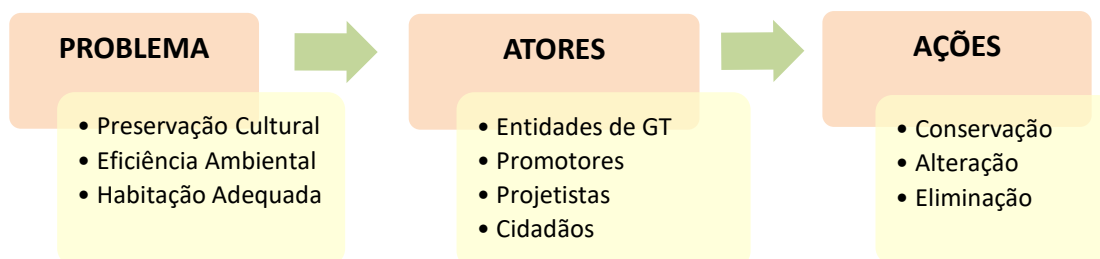 PROBLEMA
• Preservação Cultural
• Eficiência Ambiental
• Habitação Adequada
ATORES
• Entidades de GT
• Promotores
• Projetistas
• Cidadãos
AÇÕES
• Conservação
• Alteração
• Eliminação